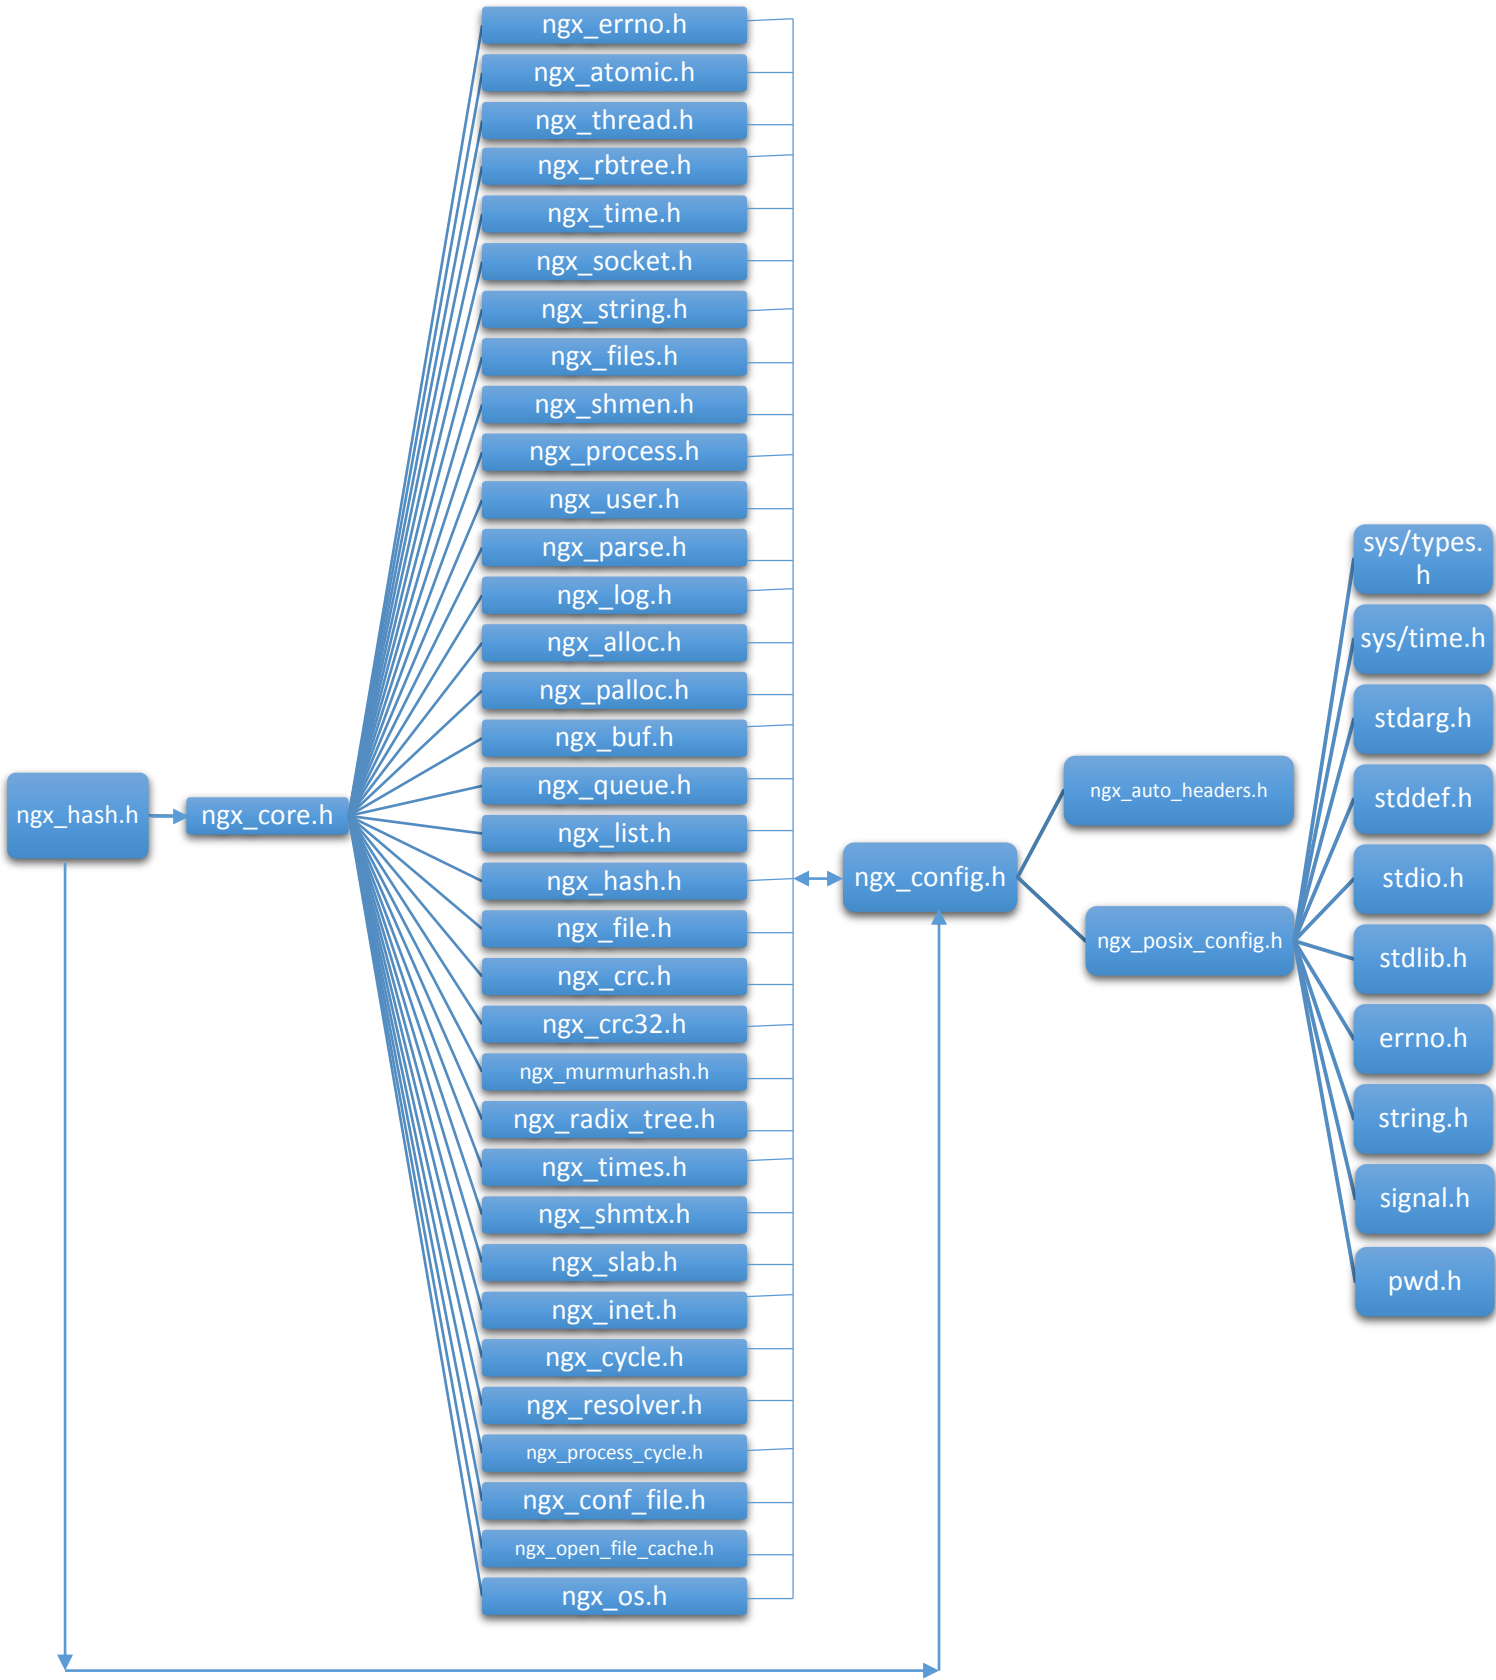 ngx_errno.h
ngx_atomic.h
ngx_thread.h
ngx_rbtree.h
ngx_time.h
ngx_socket.h
ngx_string.h
ngx_files.h
ngx_shmen.h
ngx_process.h
ngx_user.h
ngx_parse.h
ngx_log.h
ngx_alloc.h
ngx_palloc.h
ngx_buf.h
ngx_queue.h
ngx_list.h
ngx_hash.h
ngx_file.h
ngx_crc.h
ngx_crc32.h
ngx_murmurhash.h
ngx_radix_tree.h
ngx_times.h
ngx_shmtx.h
ngx_slab.h
ngx_inet.h
ngx_cycle.h
ngx_resolver.h
ngx_process_cycle.h
ngx_conf_file.h
ngx_open_file_cache.h
ngx_os.h
ngx_hash.h
ngx_core.h
ngx_config.h
ngx_auto_headers.h
ngx_posix_config.h
sys/types.
h
sys/time.h
stdarg.h
stddef.h
stdio.h
stdlib.h
errno.h
string.h
signal.h
pwd.h